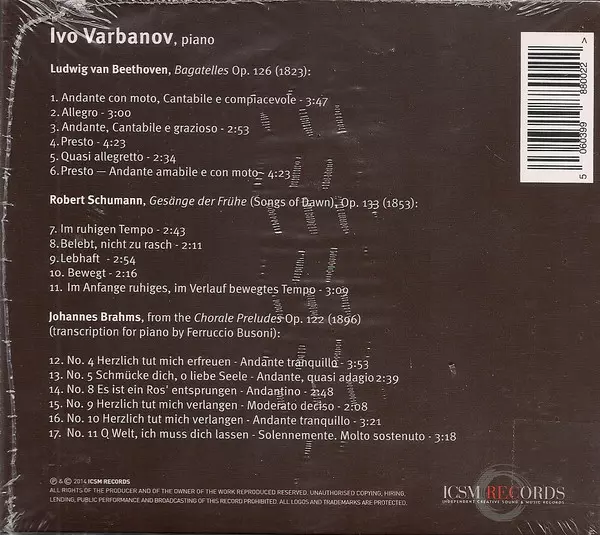 Ivo Varbanov, piano
Ludwig van Beethoven, Bagatelles Op. 126 (1823):
1. Andante con moto, Cantabile e compiacevole - 3:47
2. Allegro - 3:00
3. Andante, Cantabile e grazioso - 2:53
4. Presto - 4:23
5. Quasi allegretto - 2:34
6. Presto — Andante amabile e con moto - 4:23
Robert Schumann, Gesänge der Frühe (Songs of Dawn), Op. 133 (1853):
7. Im ruhigen Tempo - 2:43
8. Belebt, nicht zu rasch - 2:11
9. Lebhaft - 2:54
10. Bewegt - 2:16
11. Im Anfange ruhiges, im Verlauf bewegtes Tempo - 3:09
Johannes Brahms, from the Chorale Preludes Op. 122 (1896)
(transcription for piano by Ferruccio Busoni):
12. No. 4 Herzlich tut mich erfreuen - Andante tranquillo - 3:53
13. No. 5 Schmücke dich, o liebe Seele - Andante, quasi adagio 2:39
14. No. 8 Es ist ein Ros' entsprungen - Andantino - 2:48
15. No. 9 Herzlich tut mich verlangen - Moderato deciso - 2:08
16. No. 10 Herzlich tut mich verlangen - Andante tranquillo - 3:21
17. No. 11 O Welt, ich muss dich lassen - Solennemente. Molto sostenuto - 3:18
℗ & © 2014 ICSM RECORDS
ALL RIGHTS OF THE PRODUCER AND OF THE OWNER OF THE WORK REPRODUCED RESERVED. UNAUTHORISED COPYING, HIRING,
LENDING, PUBLIC PERFORMANCE AND BROADCASTING OF THIS RECORD PROHIBITED. ALL LOGOS AND TRADEMARKS ARE PROTECTED.
5 060399 880022 >
ICSM RECORDS
INDEPENDENT CREATIVE SOUND & MUSIC RECORDS